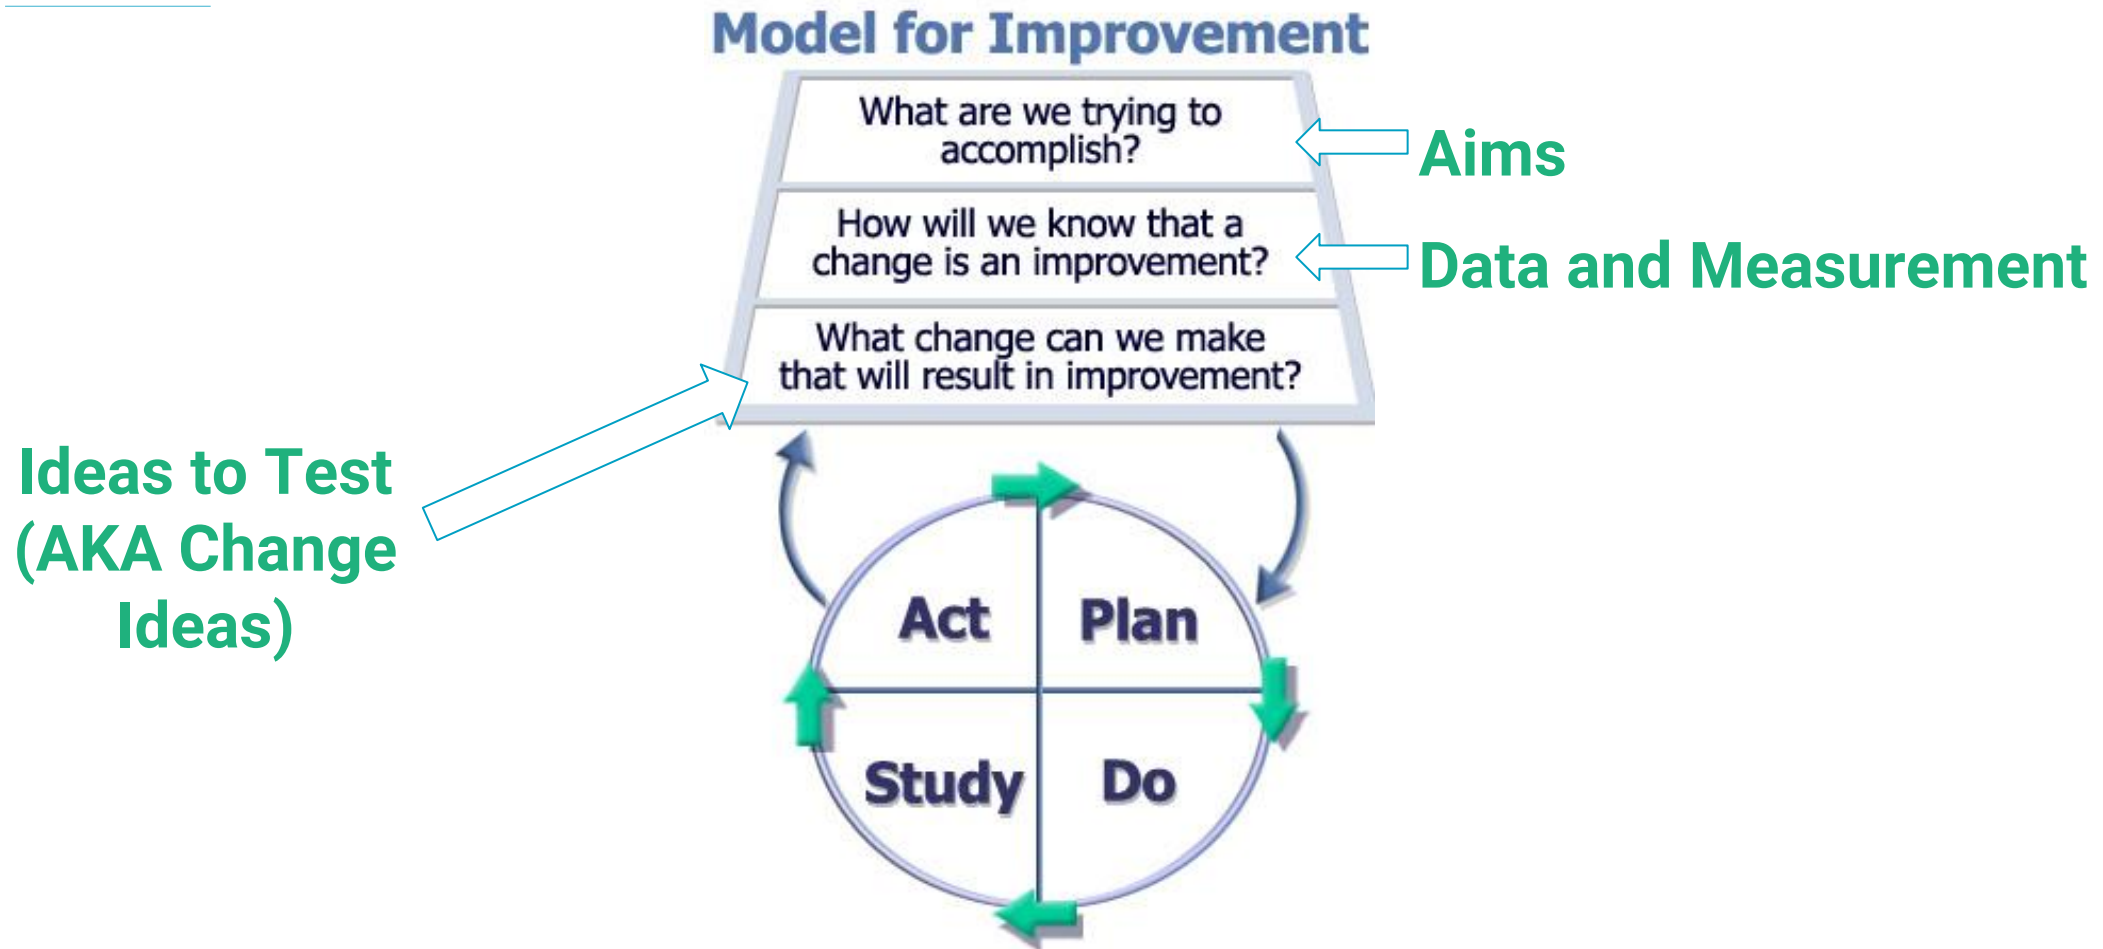 Model for Improvement
What are we trying to
accomplish?
Aims
How will we know that a
change is an improvement?
Data and Measurement
What change can we make
that will result in improvement?
Ideas to Test
(AKA Change
Ideas)
Act
Plan
Study
Do